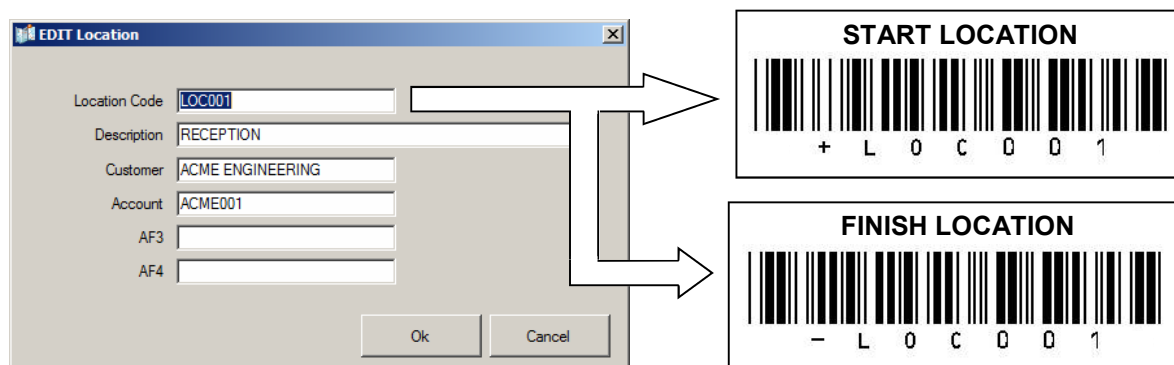 EDIT Location
Location Code LOC001
Description RECEPTION
Customer ACME ENGINEERING
Account ACME001
AF3
AF4
Ok Cancel
START LOCATION
+ L O C 0 0 1
FINISH LOCATION
- L O C 0 0 1